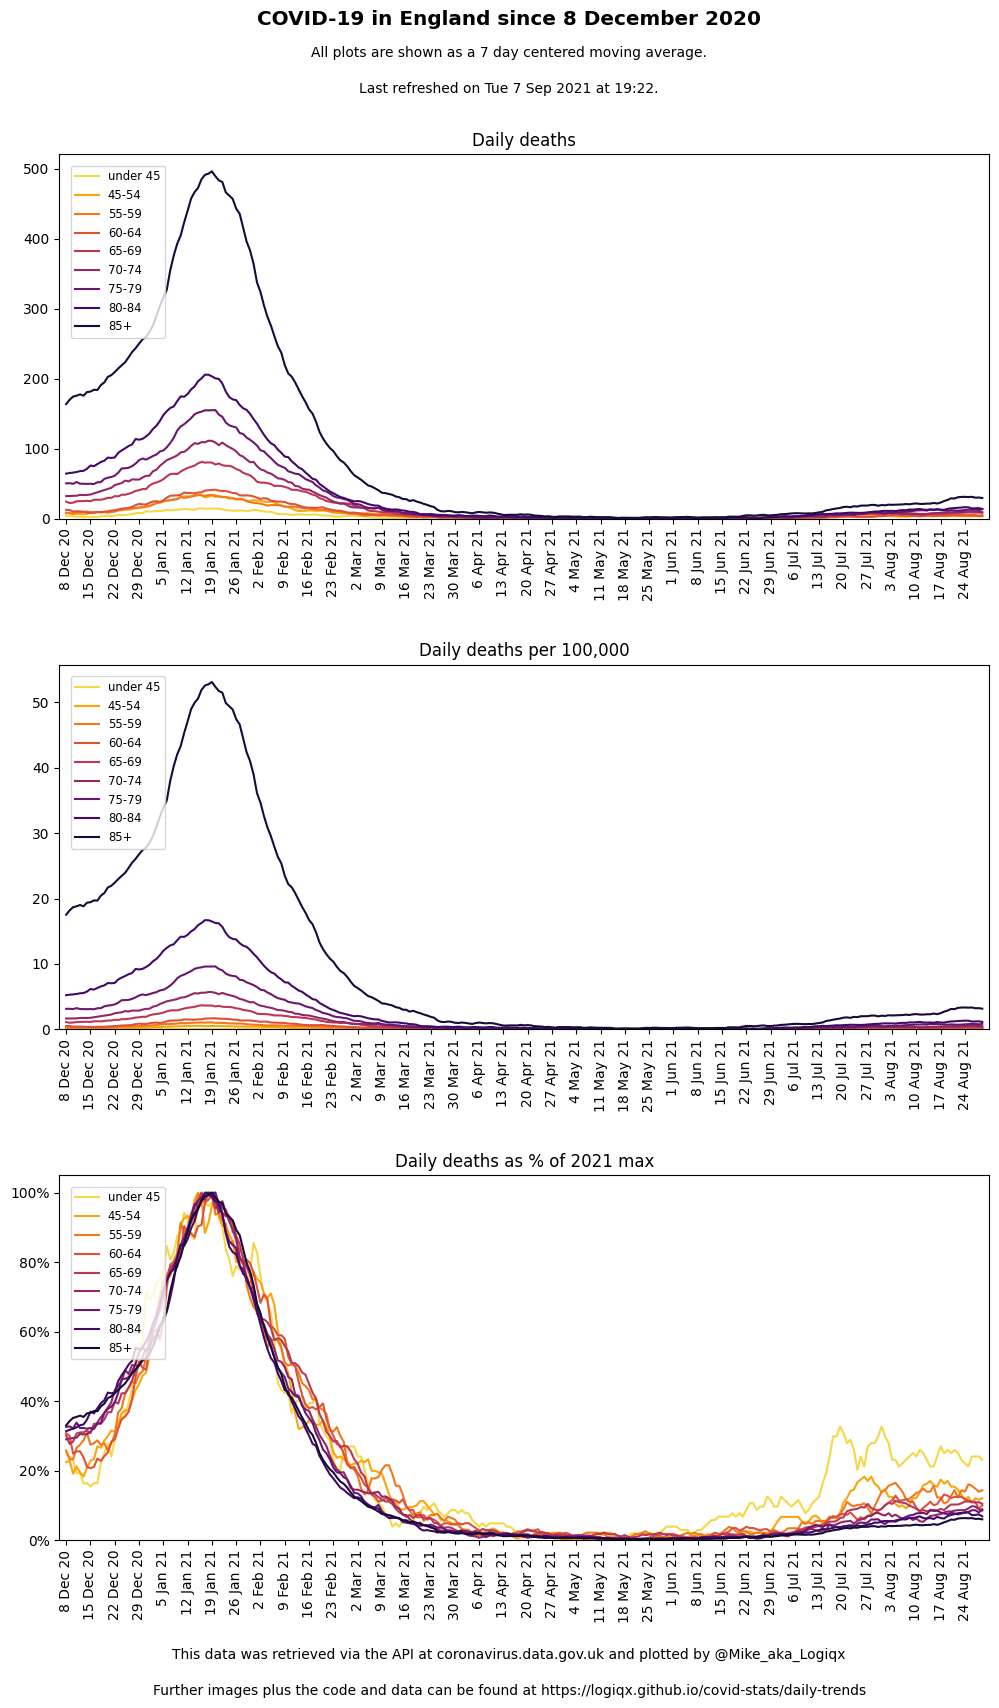 COVID-19 in England since 8 December 2020
All plots are shown as a 7 day centered moving average.
Last refreshed on Tue 7 Sep 2021 at 19:22.
Daily deaths
500
400
300
200
100
0
under 45
45-54
55-59
60-64
65-69
70-74
75-79
80-84
85+
8 Dec 20
15 Dec 20
22 Dec 20
29 Dec 20
5 Jan 21
12 Jan 21
19 Jan 21
26 Jan 21
2 Feb 21
9 Feb 21
16 Feb 21
23 Feb 21
2 Mar 21
9 Mar 21
16 Mar 21
23 Mar 21
30 Mar 21
6 Apr 21
13 Apr 21
20 Apr 21
27 Apr 21
4 May 21
11 May 21
18 May 21
25 May 21
1 Jun 21
8 Jun 21
15 Jun 21
22 Jun 21
29 Jun 21
6 Jul 21
13 Jul 21
20 Jul 21
27 Jul 21
3 Aug 21
10 Aug 21
17 Aug 21
24 Aug 21
Daily deaths per 100,000
50
40
30
20
10
0
under 45
45-54
55-59
60-64
65-69
70-74
75-79
80-84
85+
8 Dec 20
15 Dec 20
22 Dec 20
29 Dec 20
5 Jan 21
12 Jan 21
19 Jan 21
26 Jan 21
2 Feb 21
9 Feb 21
16 Feb 21
23 Feb 21
2 Mar 21
9 Mar 21
16 Mar 21
23 Mar 21
30 Mar 21
6 Apr 21
13 Apr 21
20 Apr 21
27 Apr 21
4 May 21
11 May 21
18 May 21
25 May 21
1 Jun 21
8 Jun 21
15 Jun 21
22 Jun 21
29 Jun 21
6 Jul 21
13 Jul 21
20 Jul 21
27 Jul 21
3 Aug 21
10 Aug 21
17 Aug 21
24 Aug 21
Daily deaths as % of 2021 max
100%
80%
60%
40%
20%
0%
under 45
45-54
55-59
60-64
65-69
70-74
75-79
80-84
85+
8 Dec 20
15 Dec 20
22 Dec 20
29 Dec 20
5 Jan 21
12 Jan 21
19 Jan 21
26 Jan 21
2 Feb 21
9 Feb 21
16 Feb 21
23 Feb 21
2 Mar 21
9 Mar 21
16 Mar 21
23 Mar 21
30 Mar 21
6 Apr 21
13 Apr 21
20 Apr 21
27 Apr 21
4 May 21
11 May 21
18 May 21
25 May 21
1 Jun 21
8 Jun 21
15 Jun 21
22 Jun 21
29 Jun 21
6 Jul 21
13 Jul 21
20 Jul 21
27 Jul 21
3 Aug 21
10 Aug 21
17 Aug 21
24 Aug 21
This data was retrieved via the API at coronavirus.data.gov.uk and plotted by @Mike_aka_Logiqx
Further images plus the code and data can be found at https://logiqx.github.io/covid-stats/daily-trends